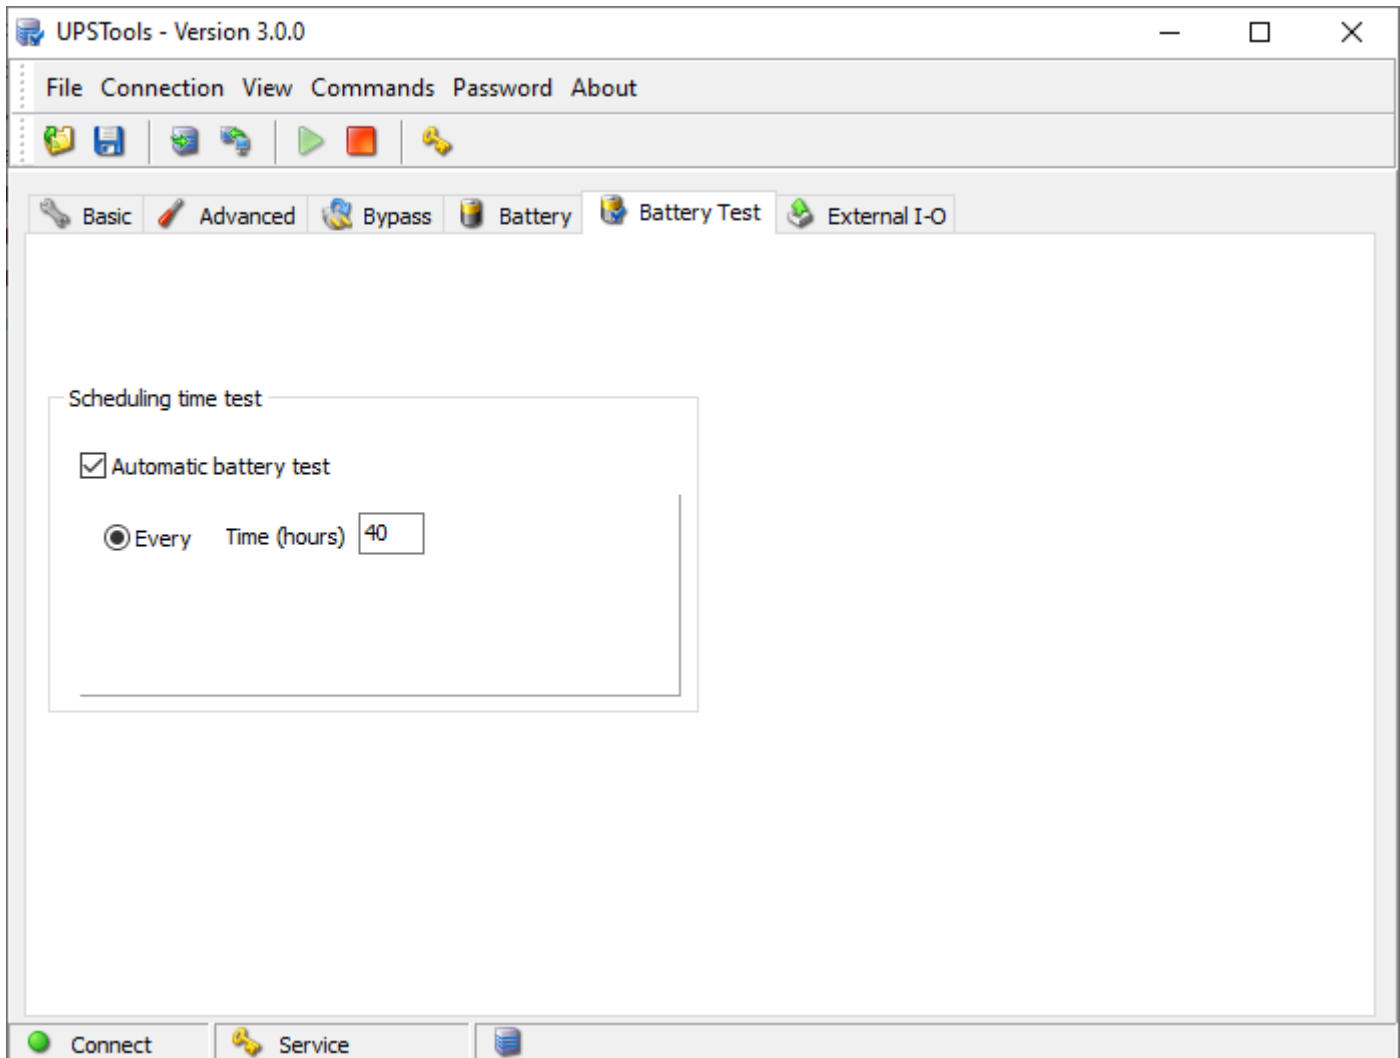 UPSTools - Version 3.0.0
File Connection View Commands Password About
Basic Advanced Bypass Battery Battery Test External I-O
Scheduling time test
Automatic battery test
Every Time (hours) 40
Connect Service